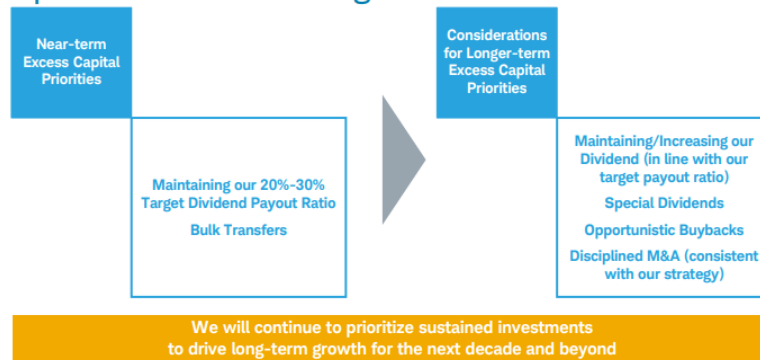 Near-term
Excess Capital
Priorities
Maintaining our 20%-30%
Target Dividend Payout Ratio
Bulk Transfers
Considerations
for Longer-term
Excess Capital
Priorities
Maintaining/Increasing our
Dividend (in line with our
target payout ratio)
Special Dividends
Opportunistic Buybacks
Disciplined M&A (consistent
with our strategy)
We will continue to prioritize sustained investments
to drive long-term growth for the next decade and beyond